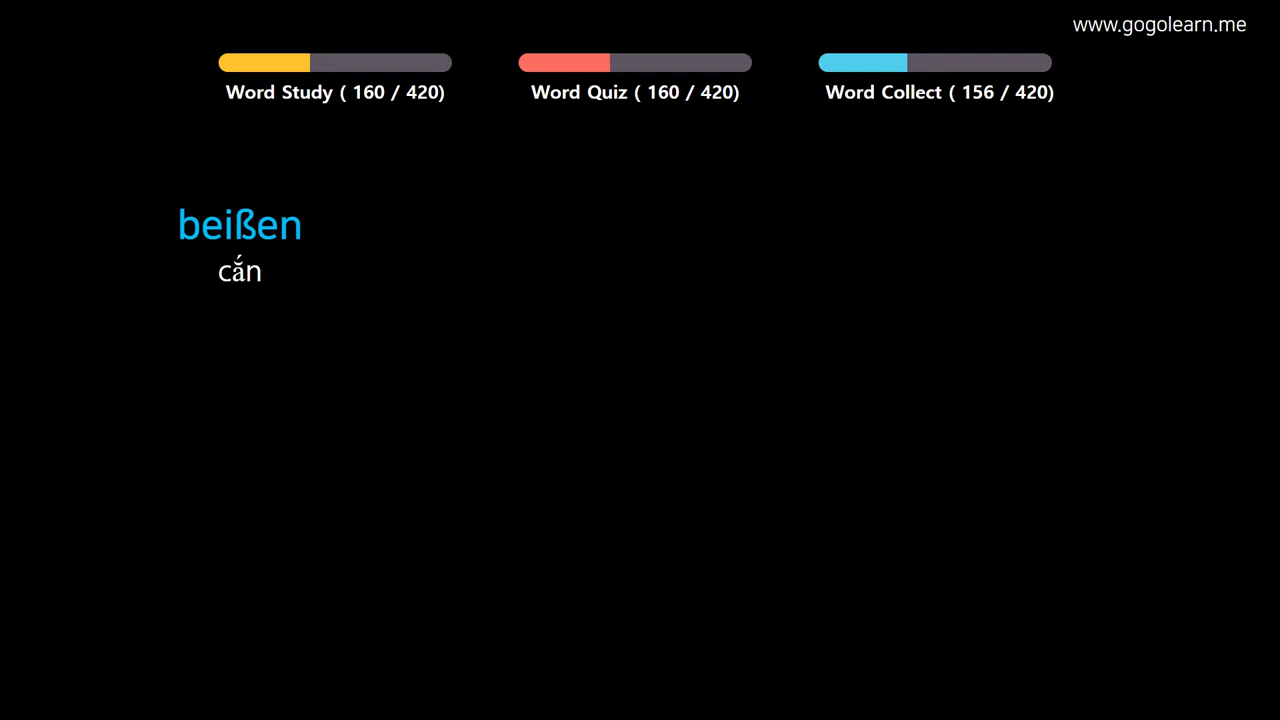 www.gogolearn.me
Word Study ( 160 / 420)
Word Quiz ( 160 / 420)
Word Collect ( 156 / 420)
beißen
cắn